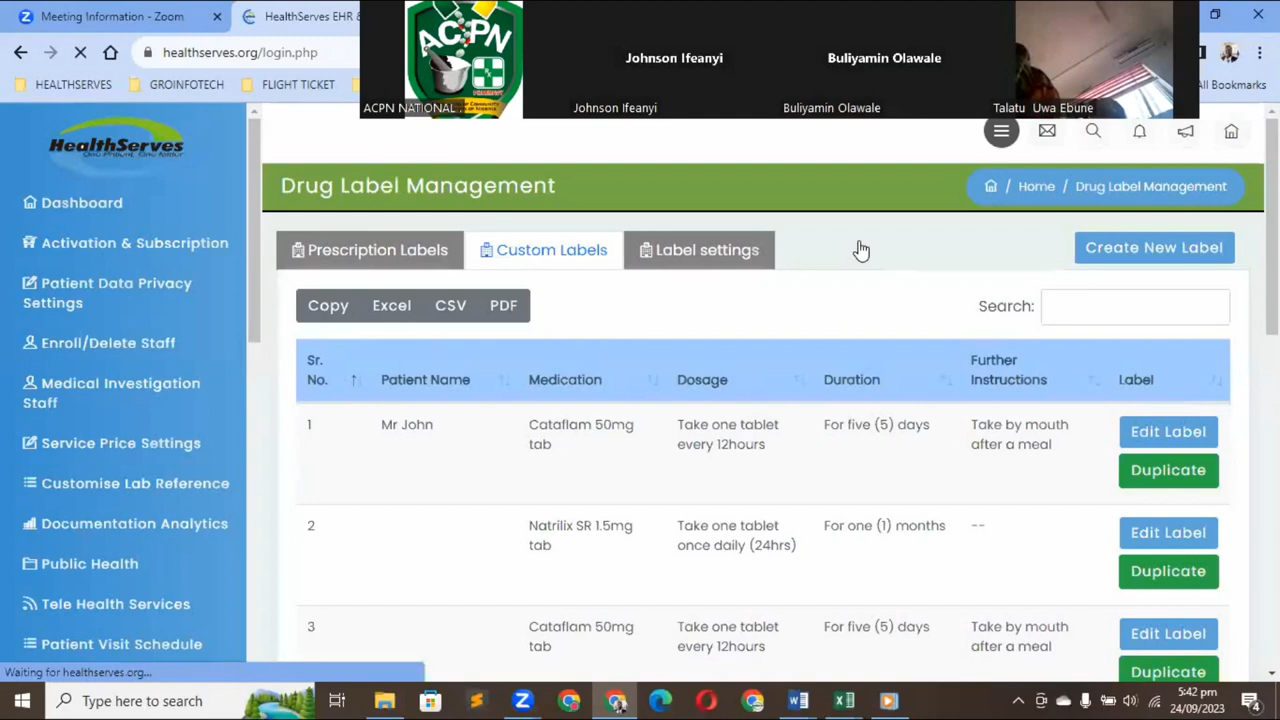 Meeting Information - Zoom
HealthServes EHR &
healthserves.org/login.php
HEALTHSERVES
GROINFOTECH
FLIGHT TICKET
All Bookmarks
ACPN
ACPN NATIONAL
Johnson Ifeanyi
Johnson Ifeanyi
Buliyamin Olawale
Buliyamin Olawale
Talatu Uwa Ebune
HealthServes
Dashboard
Activation & Subscription
Patient Data Privacy
Settings
Enroll/Delete Staff
Medical Investigation
Staff
Service Price Settings
Customise Lab Reference
Documentation Analytics
Public Health
Tele Health Services
Patient Visit Schedule
Drug Label Management
/ Home / Drug Label Management
Prescription Labels
Custom Labels
Label settings
Create New Label
Copy Excel CSV PDF
Search:
Sr.
No. Patient Name Medication Dosage Duration Further
Instructions Label
1 Mr John Cataflam 50mg Take one tablet For five (5) days Take by mouth Edit Label
tab every 12hours after a meal
Duplicate
2 Natrilix SR 1.5mg Take one tablet For one (1) months -- Edit Label
tab once daily (24hrs)
Duplicate
3 Cataflam 50mg Take one tablet For five (5) days Take by mouth Edit Label
tab every 12hours after a meal
Duplicate
Waiting for healthserves.org...
Type here to search
5:42 pm
24/09/2023
4